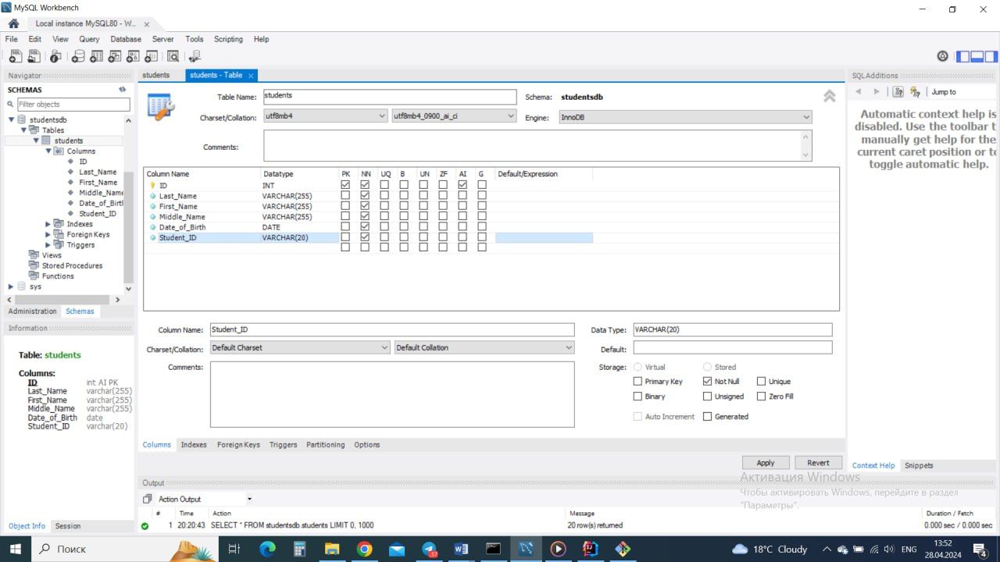 MySQL Workbench
Local instance MySQL80 - W...
File Edit View Query Database Server Tools Scripting Help
Navigator
SCHEMAS
Filter objects
studentsdb
Tables
students
Columns
ID
Last_Name
First_Name
Middle_Name
Date_of_Birth
Student_ID
Indexes
Foreign Keys
Triggers
Views
Stored Procedures
Functions
sys
Administration Schemas
Information
Table: students
Columns:
ID int AI PK
Last_Name varchar(255)
First_Name varchar(255)
Middle_Name varchar(255)
Date_of_Birth date
Student_ID varchar(20)
Object Info Session
students students - Table
Table Name: students Schema: studentsdb
Charset/Collation: utf8mb4 utf8mb4_0900_ai_ci Engine: InnoDB
Comments:
Column Name Datatype PK NN UQ B UN ZF AI G Default/Expression
ID INT
Last_Name VARCHAR(255)
First_Name VARCHAR(255)
Middle_Name VARCHAR(255)
Date_of_Birth DATE
Student_ID VARCHAR(20)
Column Name: Student_ID Data Type: VARCHAR(20)
Charset/Collation: Default Charset Default Collation Default:
Comments: Storage: Virtual Stored
Primary Key Not Null Unique
Binary Unsigned Zero Fill
Auto Increment Generated
Columns Indexes Foreign Keys Triggers Partitioning Options
Apply Revert
Output
Action Output
# Time Action Message Duration / Fetch
1 20:20:43 SELECT * FROM studentsdb.students LIMIT 0, 1000 20 row(s) returned 0.000 sec / 0.000 sec
SQLAdditions
Jump to
Automatic context help is
disabled. Use the toolbar t
manually get help for the
current caret position or to
toggle automatic help.
Context Help Snippets
Активация Windows
Чтобы активировать Windows, перейдите в раздел
"Параметры".
Поиск
57
18°C Cloudy
ENG
13:52
28.04.2024
4